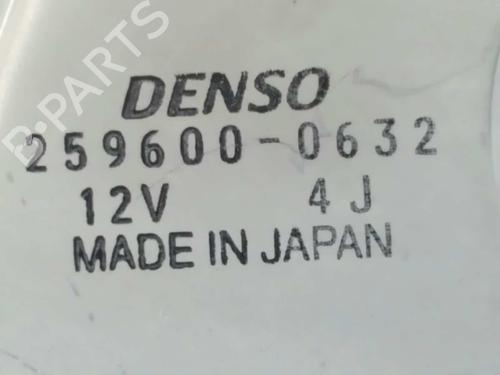 B-PARTS
DENSO
259600-0632
12V 4J
MADE IN JAPAN